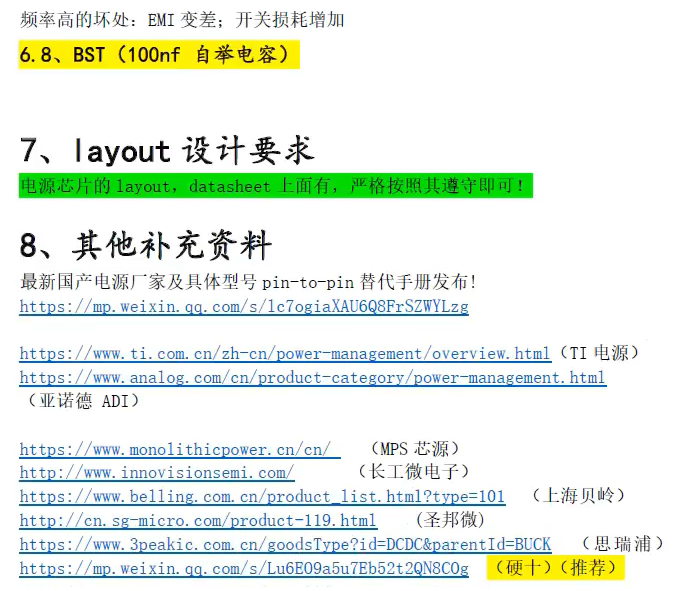 频率高的坏处：EMI 变差；开关损耗增加
6.8、BST（100nf 自举电容）
7、layout 设计要求
电源芯片的 layout，datasheet 上面有，严格按照其遵守即可！
8、其他补充资料
最新国产电源厂家及具体型号 pin-to-pin 替代手册发布!
https://mp.weixin.qq.com/s/lc7ogiaXAU6Q8FrSZWYLzg
https://www.ti.com.cn/zh-cn/power-management/overview.html（TI 电源）
https://www.analog.com/cn/product-category/power-management.html
（亚诺德 ADI）
https://www.monolithicpower.cn/cn/ （MPS 芯源）
http://www.innovisionsemi.com/ （长工微电子）
https://www.belling.com.cn/product_list.html?type=101 （上海贝岭）
http://cn.sg-micro.com/product-119.html (圣邦微)
https://www.3peakic.com.cn/goodsType?id=DCDC&parentId=BUCK （思瑞浦）
https://mp.weixin.qq.com/s/Lu6E09a5u7Eb52t2QN8C0g （硬十）（推荐）